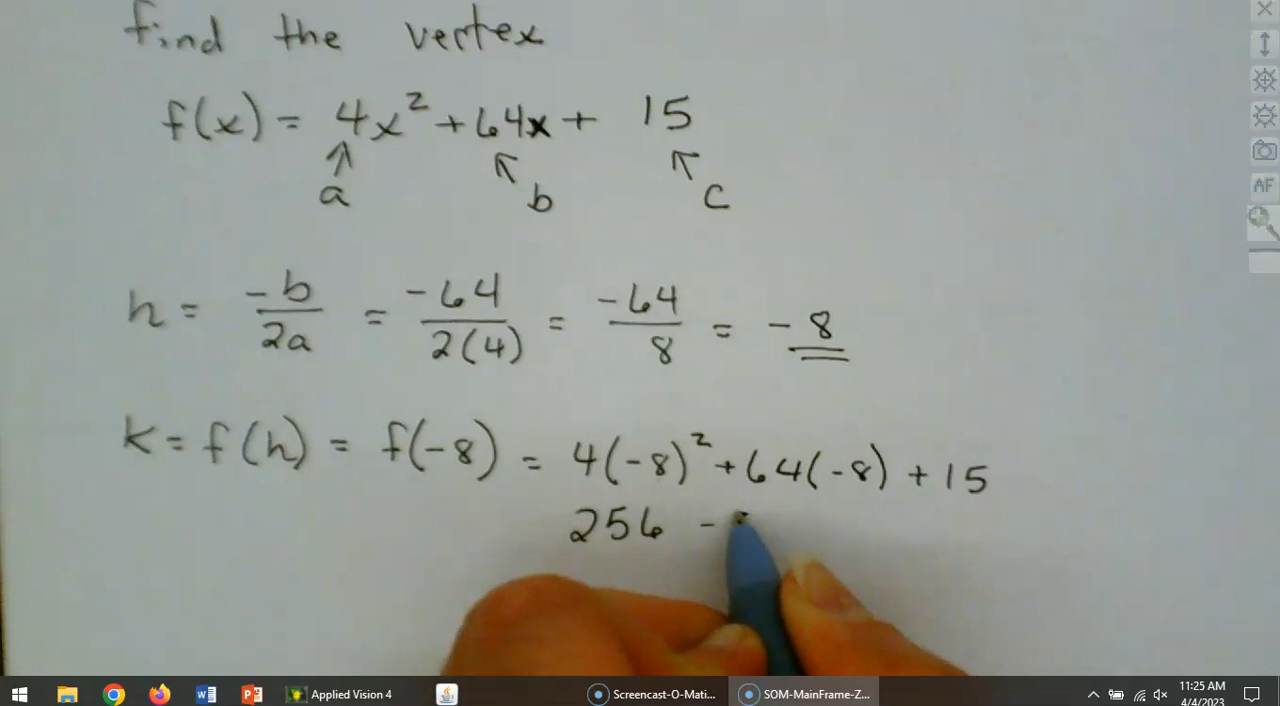 find the vertex
f(x) = 4x² + 64x + 15
a b c
h = -b/2a = -64/2(4) = -64/8 = -8
k = f(h) = f(-8) = 4(-8)² + 64(-8) + 15
256 -
AF
Applied Vision 4
Screencast-O-Mati...
SOM-MainFrame-Z...
11:25 AM
4/4/2023